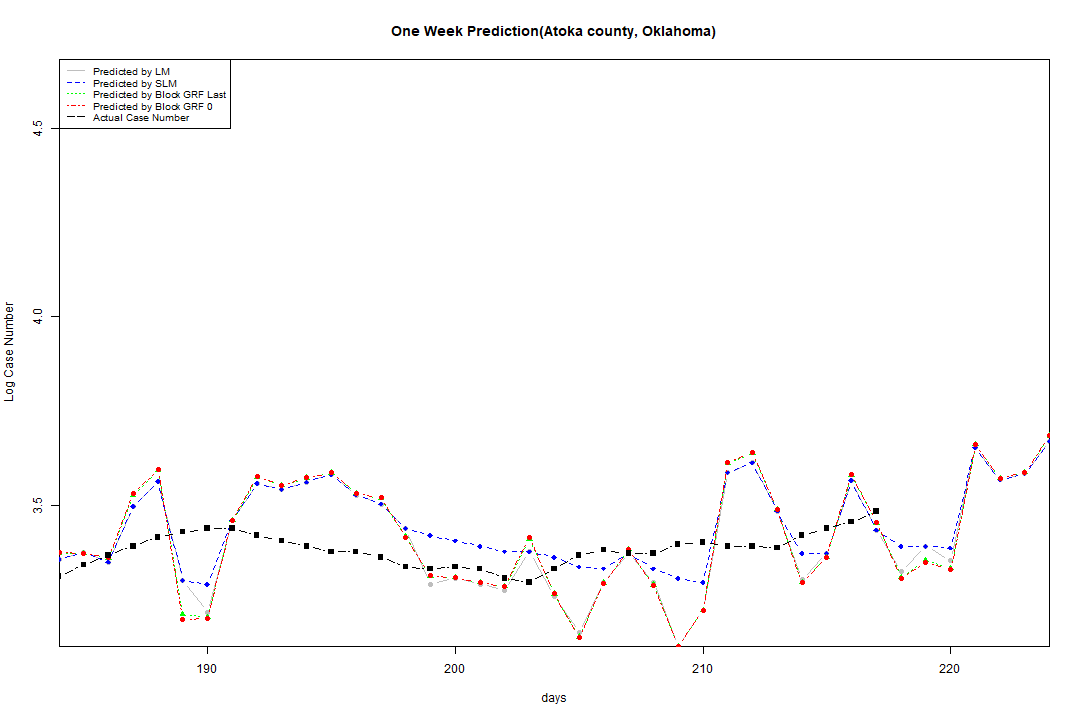 One Week Prediction(Atoka county, Oklahoma)
Predicted by LM
Predicted by SLM
Predicted by Block GRF Last
Predicted by Block GRF 0
Actual Case Number
4.5
4.0
3.5
Log Case Number
190 200 210 220
days